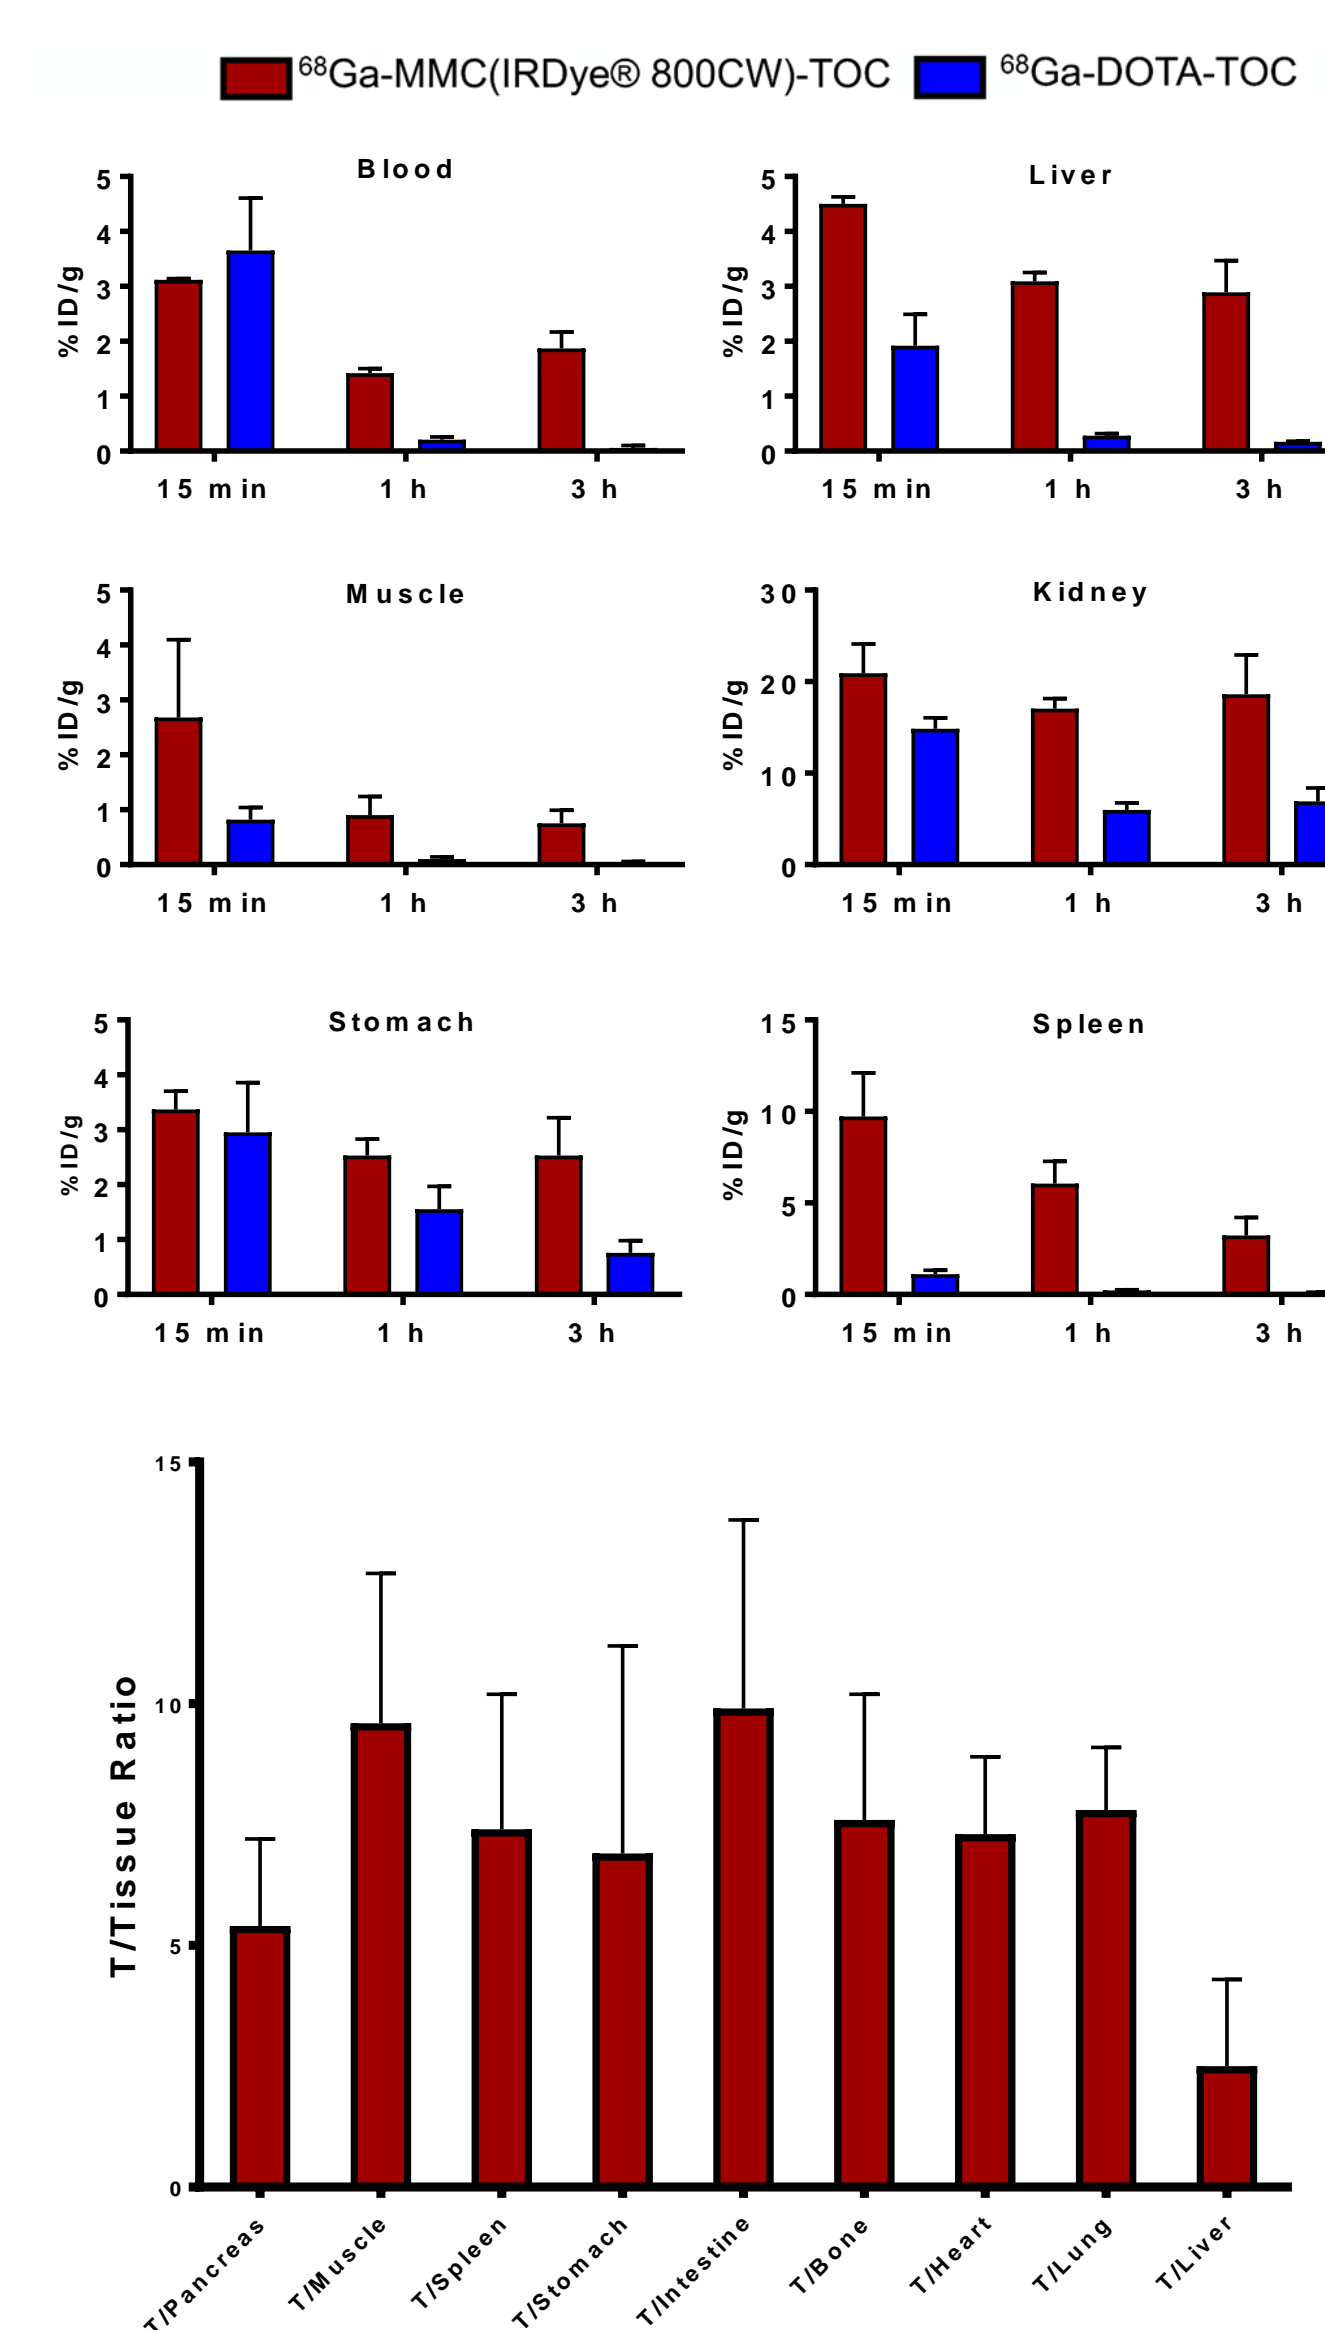 68Ga-MMC(IRDye® 800CW)-TOC 68Ga-DOTA-TOC
Blood
%ID/g
5
4
3
2
1
0
15 min 1 h 3 h
Liver
%ID/g
5
4
3
2
1
0
15 min 1 h 3 h
Muscle
%ID/g
5
4
3
2
1
0
15 min 1 h 3 h
Kidney
%ID/g
30
20
10
0
15 min 1 h 3 h
Stomach
%ID/g
5
4
3
2
1
0
15 min 1 h 3 h
Spleen
%ID/g
15
10
5
0
15 min 1 h 3 h
T/Tissue Ratio
15
10
5
0
T/Pancreas
T/Muscle
T/Spleen
T/Stomach
T/Intestine
T/Bone
T/Heart
T/Lung
T/Liver